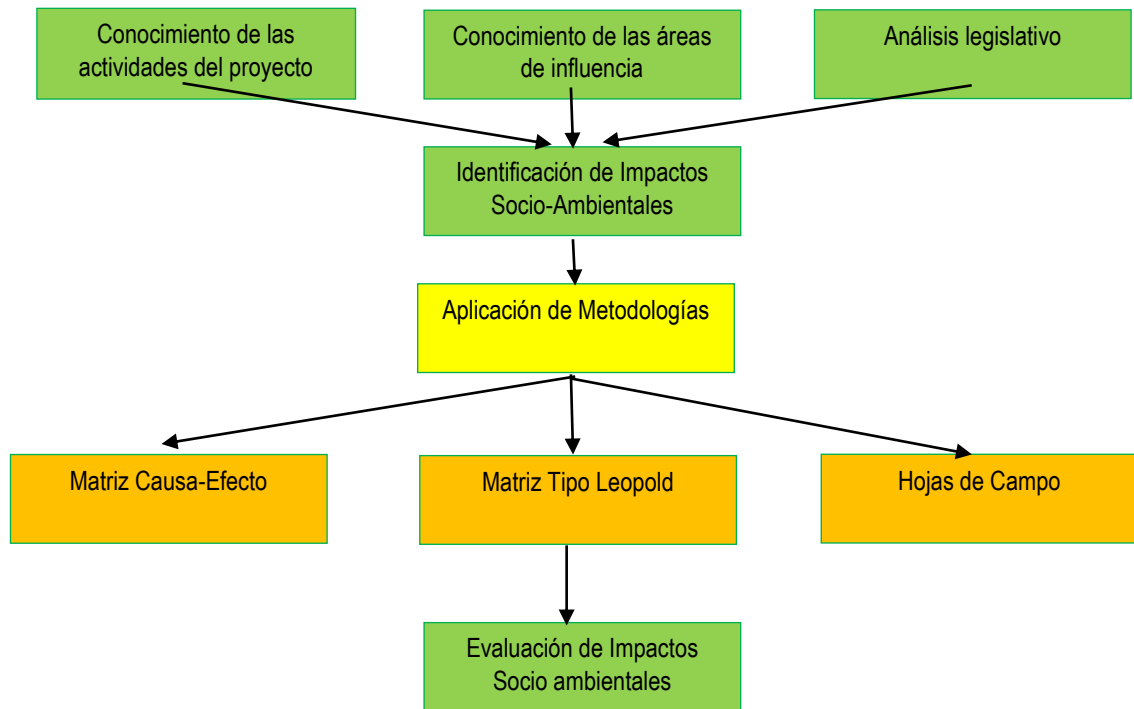 Conocimiento de las
actividades del proyecto
Conocimiento de las áreas
de influencia
Análisis legislativo
Identificación de Impactos
Socio-Ambientales
Aplicación de Metodologías
Matriz Causa-Efecto
Matriz Tipo Leopold
Hojas de Campo
Evaluación de Impactos
Socio ambientales